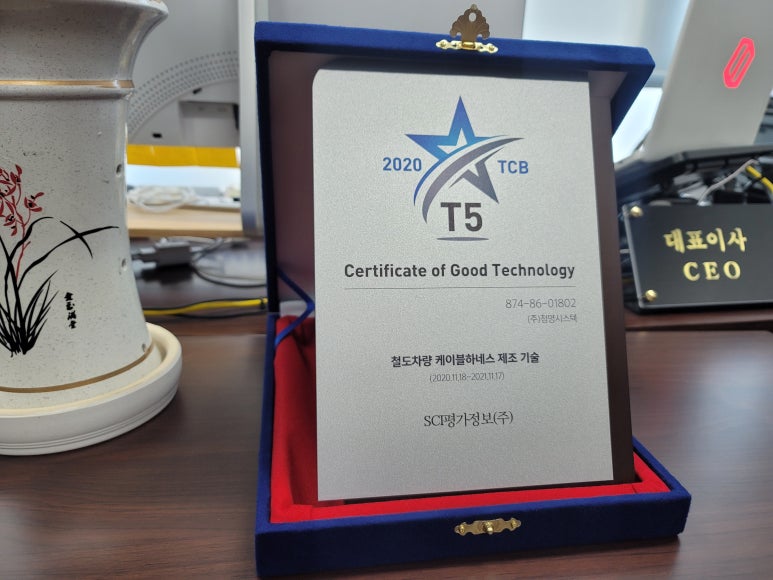 2020
TCB
T5
Certificate of Good Technology
874-86-01802
(주)첨명시스텍
철도차량 케이블하네스 제조 기술
(2020.11.18~2021.11.17)
SCI평가정보(주)
대표이사
CEO